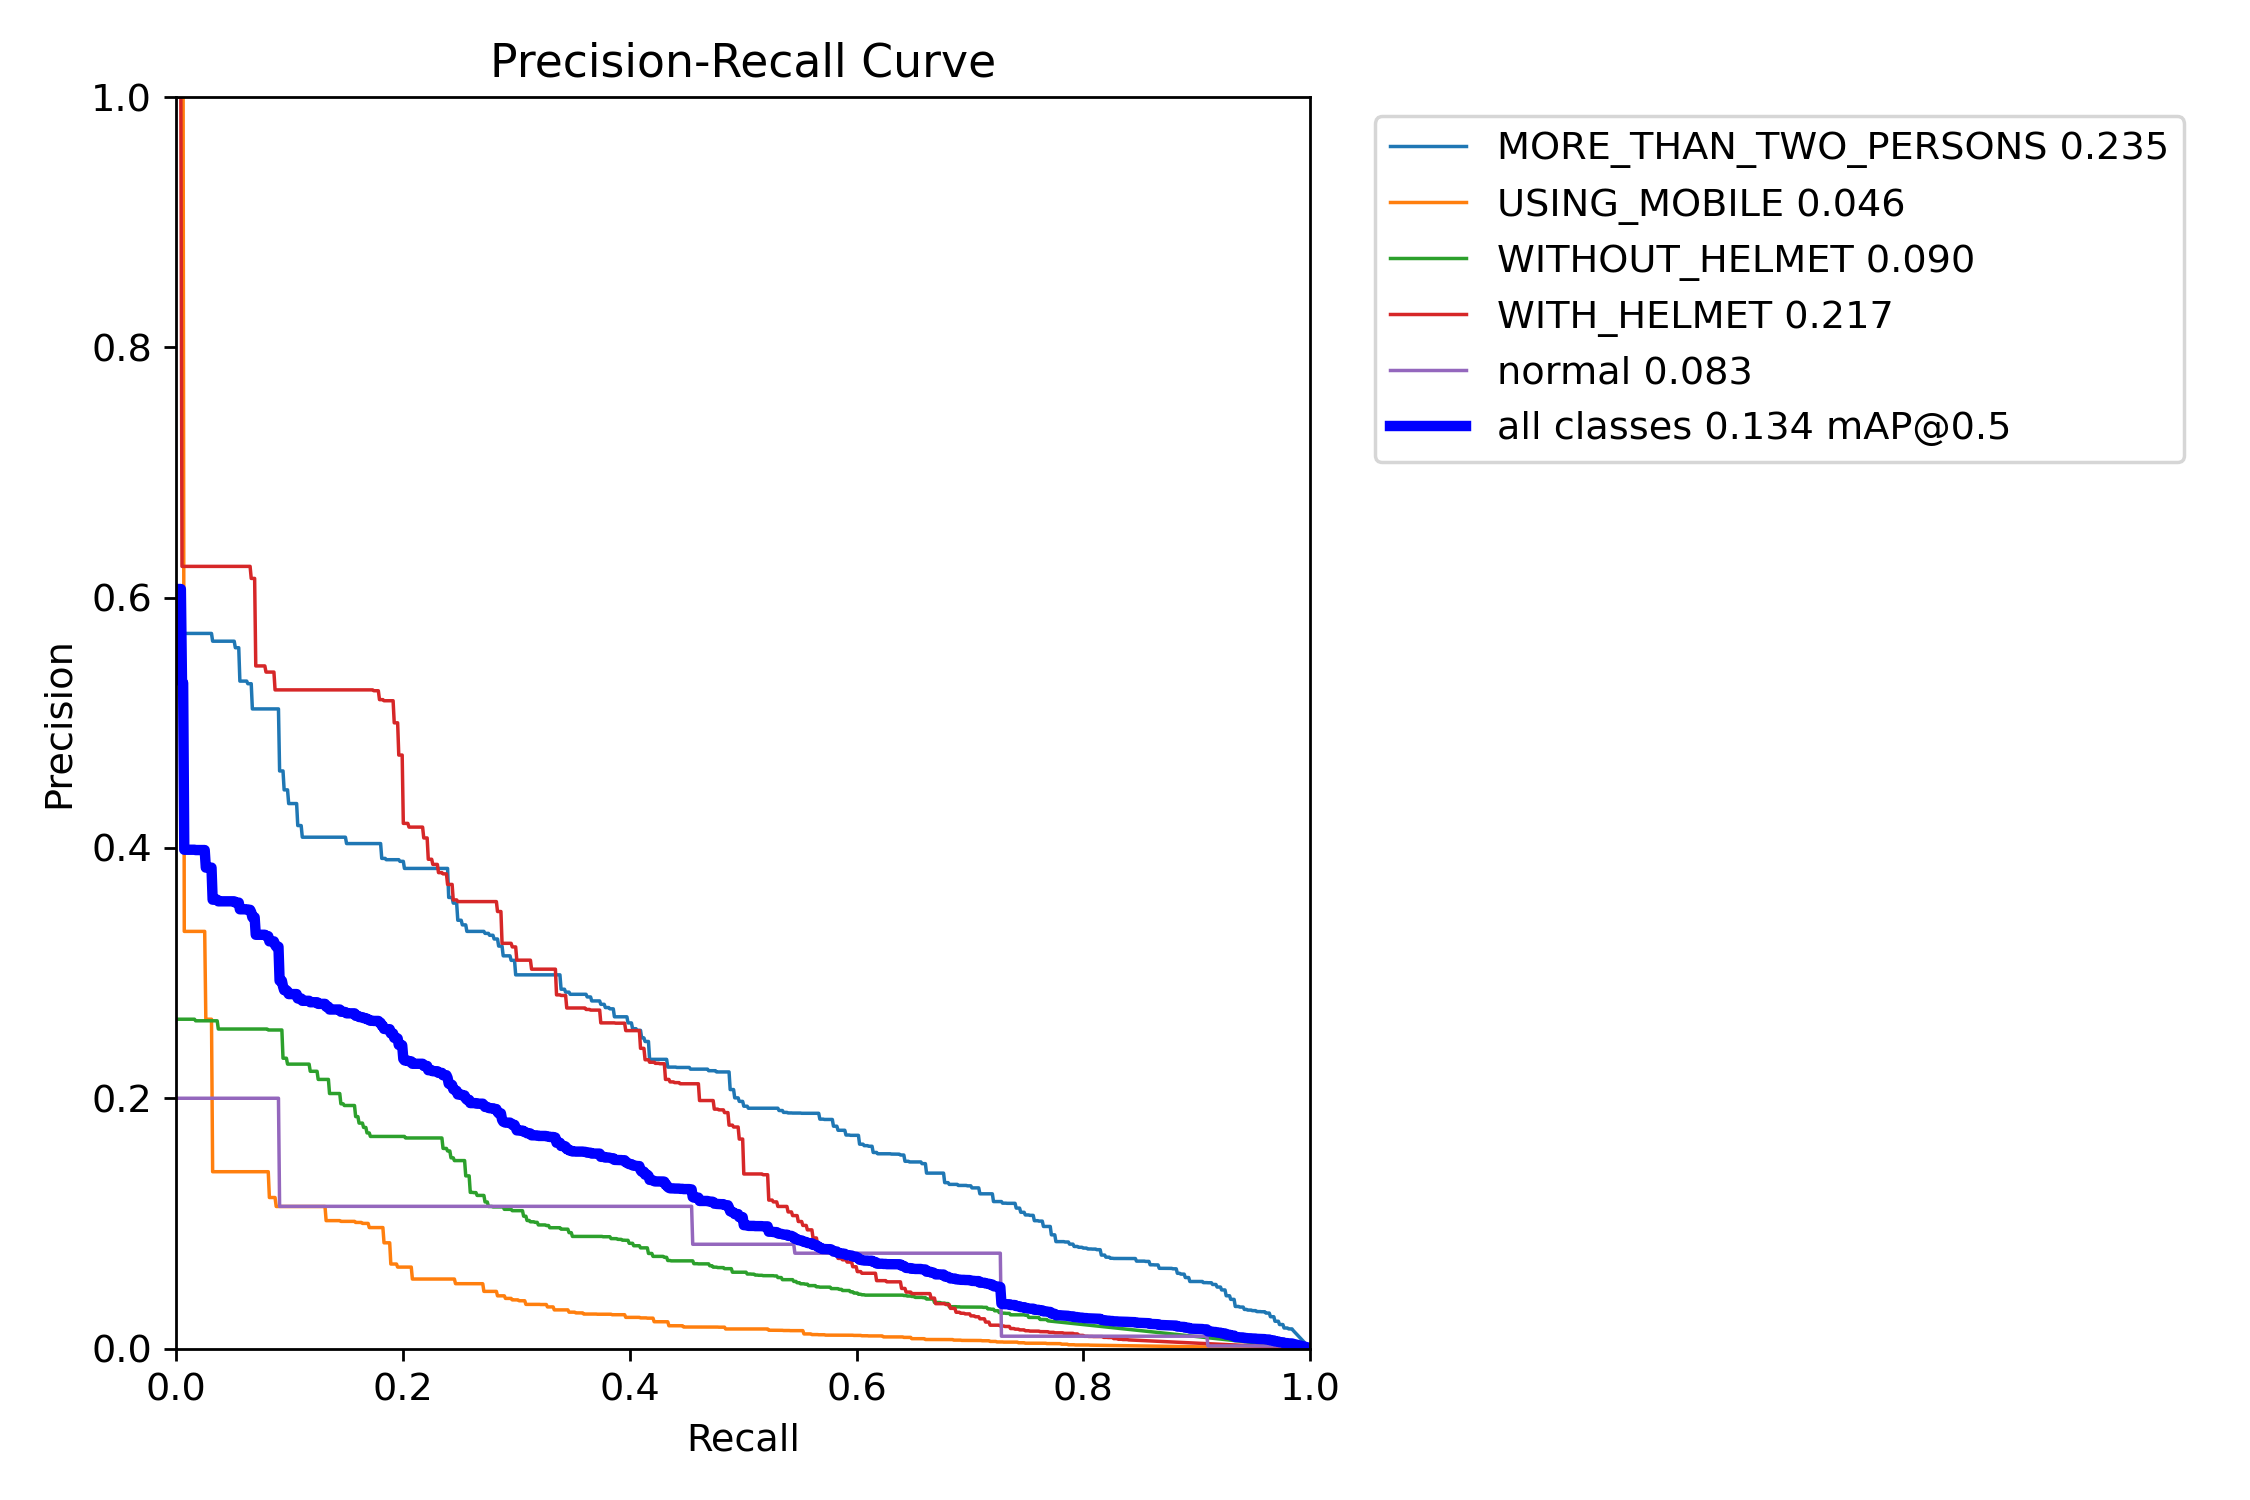 Precision-Recall Curve
1.0
0.8
0.6
0.4
0.2
0.0
Precision
0.0 0.2 0.4 0.6 0.8 1.0
Recall
MORE_THAN_TWO_PERSONS 0.235
USING_MOBILE 0.046
WITHOUT_HELMET 0.090
WITH_HELMET 0.217
normal 0.083
all classes 0.134 mAP@0.5